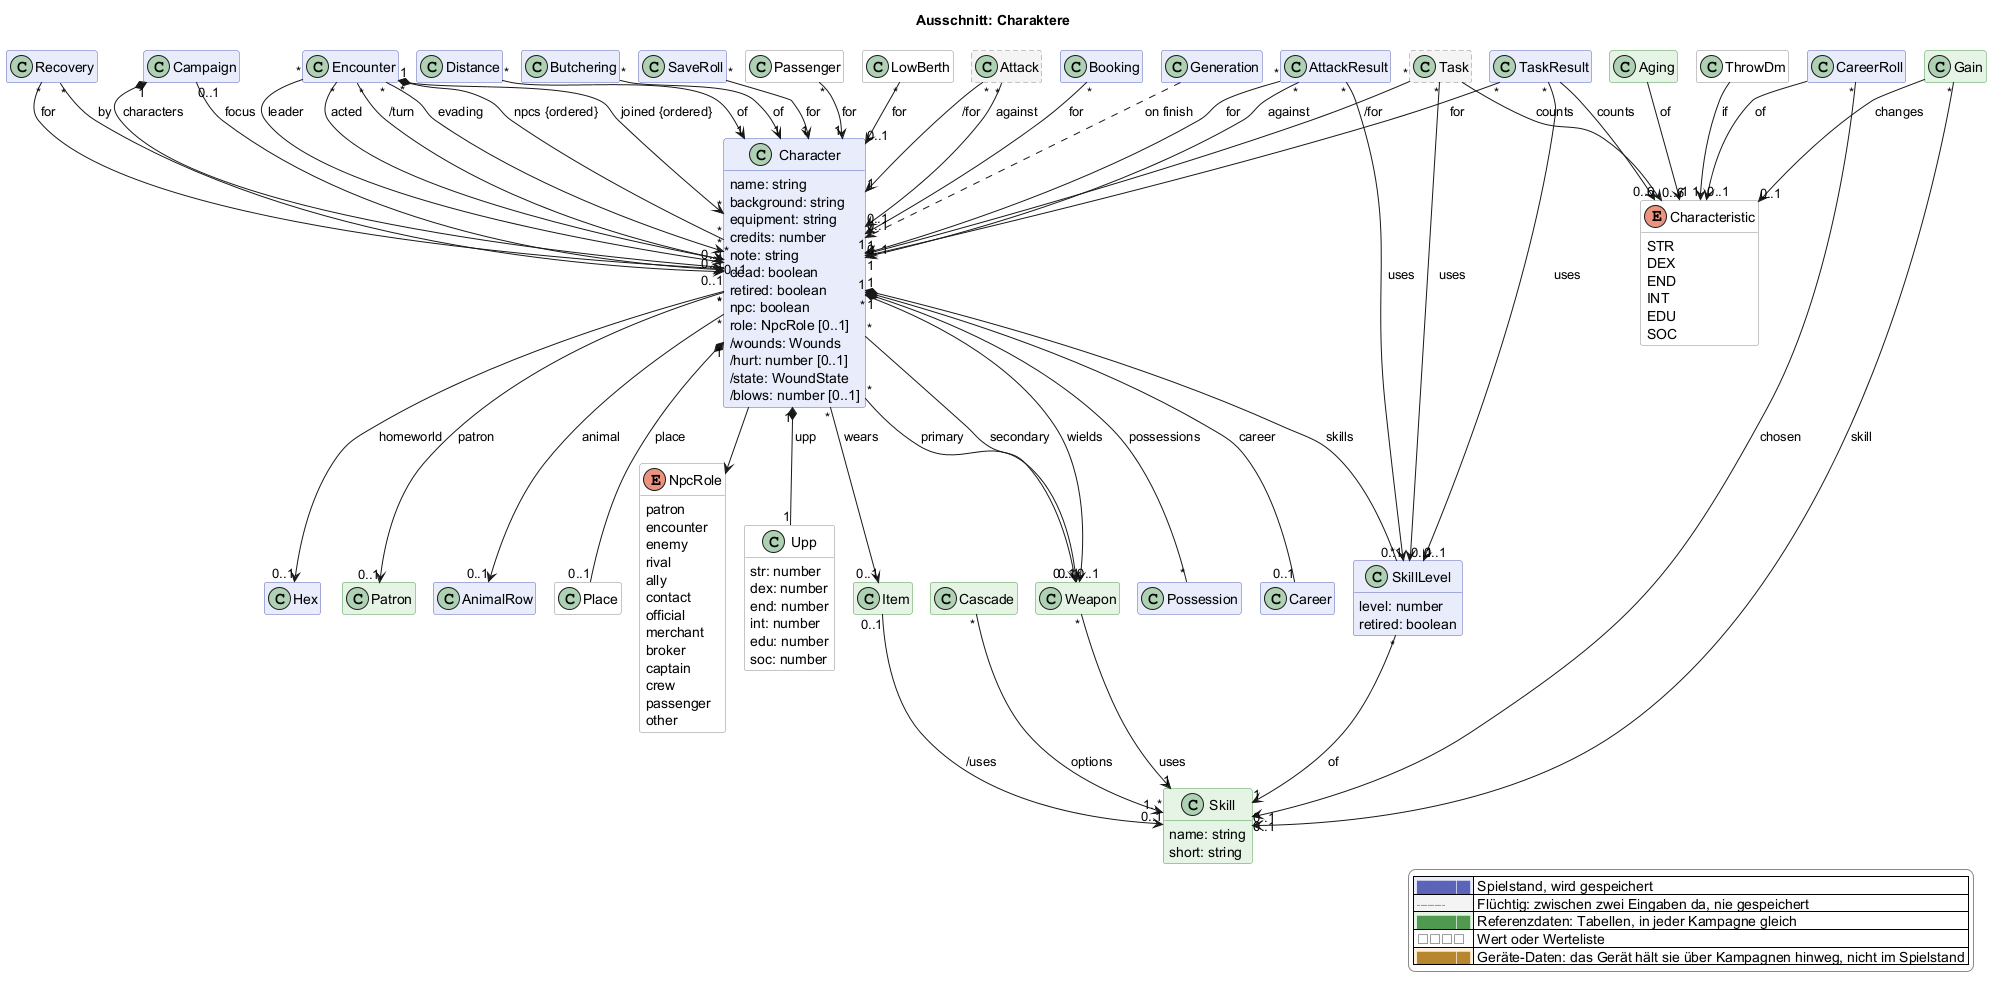 Ausschnitt: Charaktere
C Recovery
C Campaign
C Encounter
C Distance
C Butchering
C SaveRoll
C Passenger
C LowBerth
C Attack
C Booking
C Generation
C AttackResult
C Task
C TaskResult
C Aging
C ThrowDm
C CareerRoll
C Gain
for
by
characters
focus
leader
acted
/turn
evading
npcs {ordered}
joined {ordered}
of
of
for
for
for
/for
against
for
on finish
for
against
/for
for
counts
counts
of
if
of
changes
C Character
name: string
background: string
equipment: string
credits: number
note: string
dead: boolean
retired: boolean
npc: boolean
role: NpcRole [0..1]
/wounds: Wounds
/hurt: number [0..1]
/state: WoundState
/blows: number [0..1]
E Characteristic
STR
DEX
END
INT
EDU
SOC
uses
uses
uses
homeworld
patron
animal
place
upp
wears
primary
secondary
wields
possessions
career
skills
chosen
skill
E NpcRole
patron
encounter
enemy
rival
ally
contact
official
merchant
broker
captain
crew
passenger
other
C Upp
str: number
dex: number
end: number
int: number
edu: number
soc: number
C Hex
C Patron
C AnimalRow
C Place
C Item
C Cascade
C Weapon
C Possession
C Career
C SkillLevel
level: number
retired: boolean
/uses
options
uses
of
C Skill
name: string
short: string
Spielstand, wird gespeichert
Flüchtig: zwischen zwei Eingaben da, nie gespeichert
Referenzdaten: Tabellen, in jeder Kampagne gleich
Wert oder Werteliste
Geräte-Daten: das Gerät hält sie über Kampagnen hinweg, nicht im Spielstand